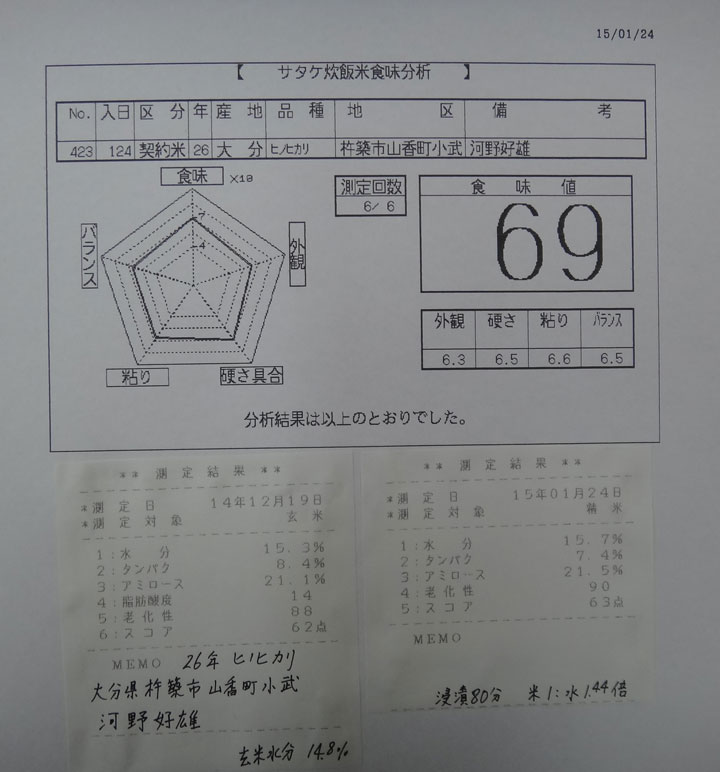 15/01/24
【 サタケ炊飯米食味分析 】
No. 入日 区分 年 産地 品種 地区 備考
423 124 契約米 26 大分 ヒノヒカリ 杵築市山香町小武 河野好雄
食味 ×10
7
4
バランス
外観
粘り
硬さ具合
測定回数
6/ 6
食味値
69
外観 硬さ 粘り バランス
6.3 6.5 6.6 6.5
分析結果は以上のとおりでした。
** 測定結果 **
*測定日 14年12月19日
*測定対象 玄米
1:水分 15.3%
2:タンパク 8.4%
3:アミロース 21.1%
4:脂肪酸度 14
5:老化性 88
6:スコア 62点
MEMO 26年 ヒノヒカリ
大分県杵築市山香町小武
河野好雄
玄米水分 14.8%
** 測定結果 **
*測定日 15年01月24日
*測定対象 精米
1:水分 15.7%
2:タンパク 7.4%
3:アミロース 21.5%
4:老化性 90
5:スコア 63点
MEMO
浸漬80分 米1:水1.44倍